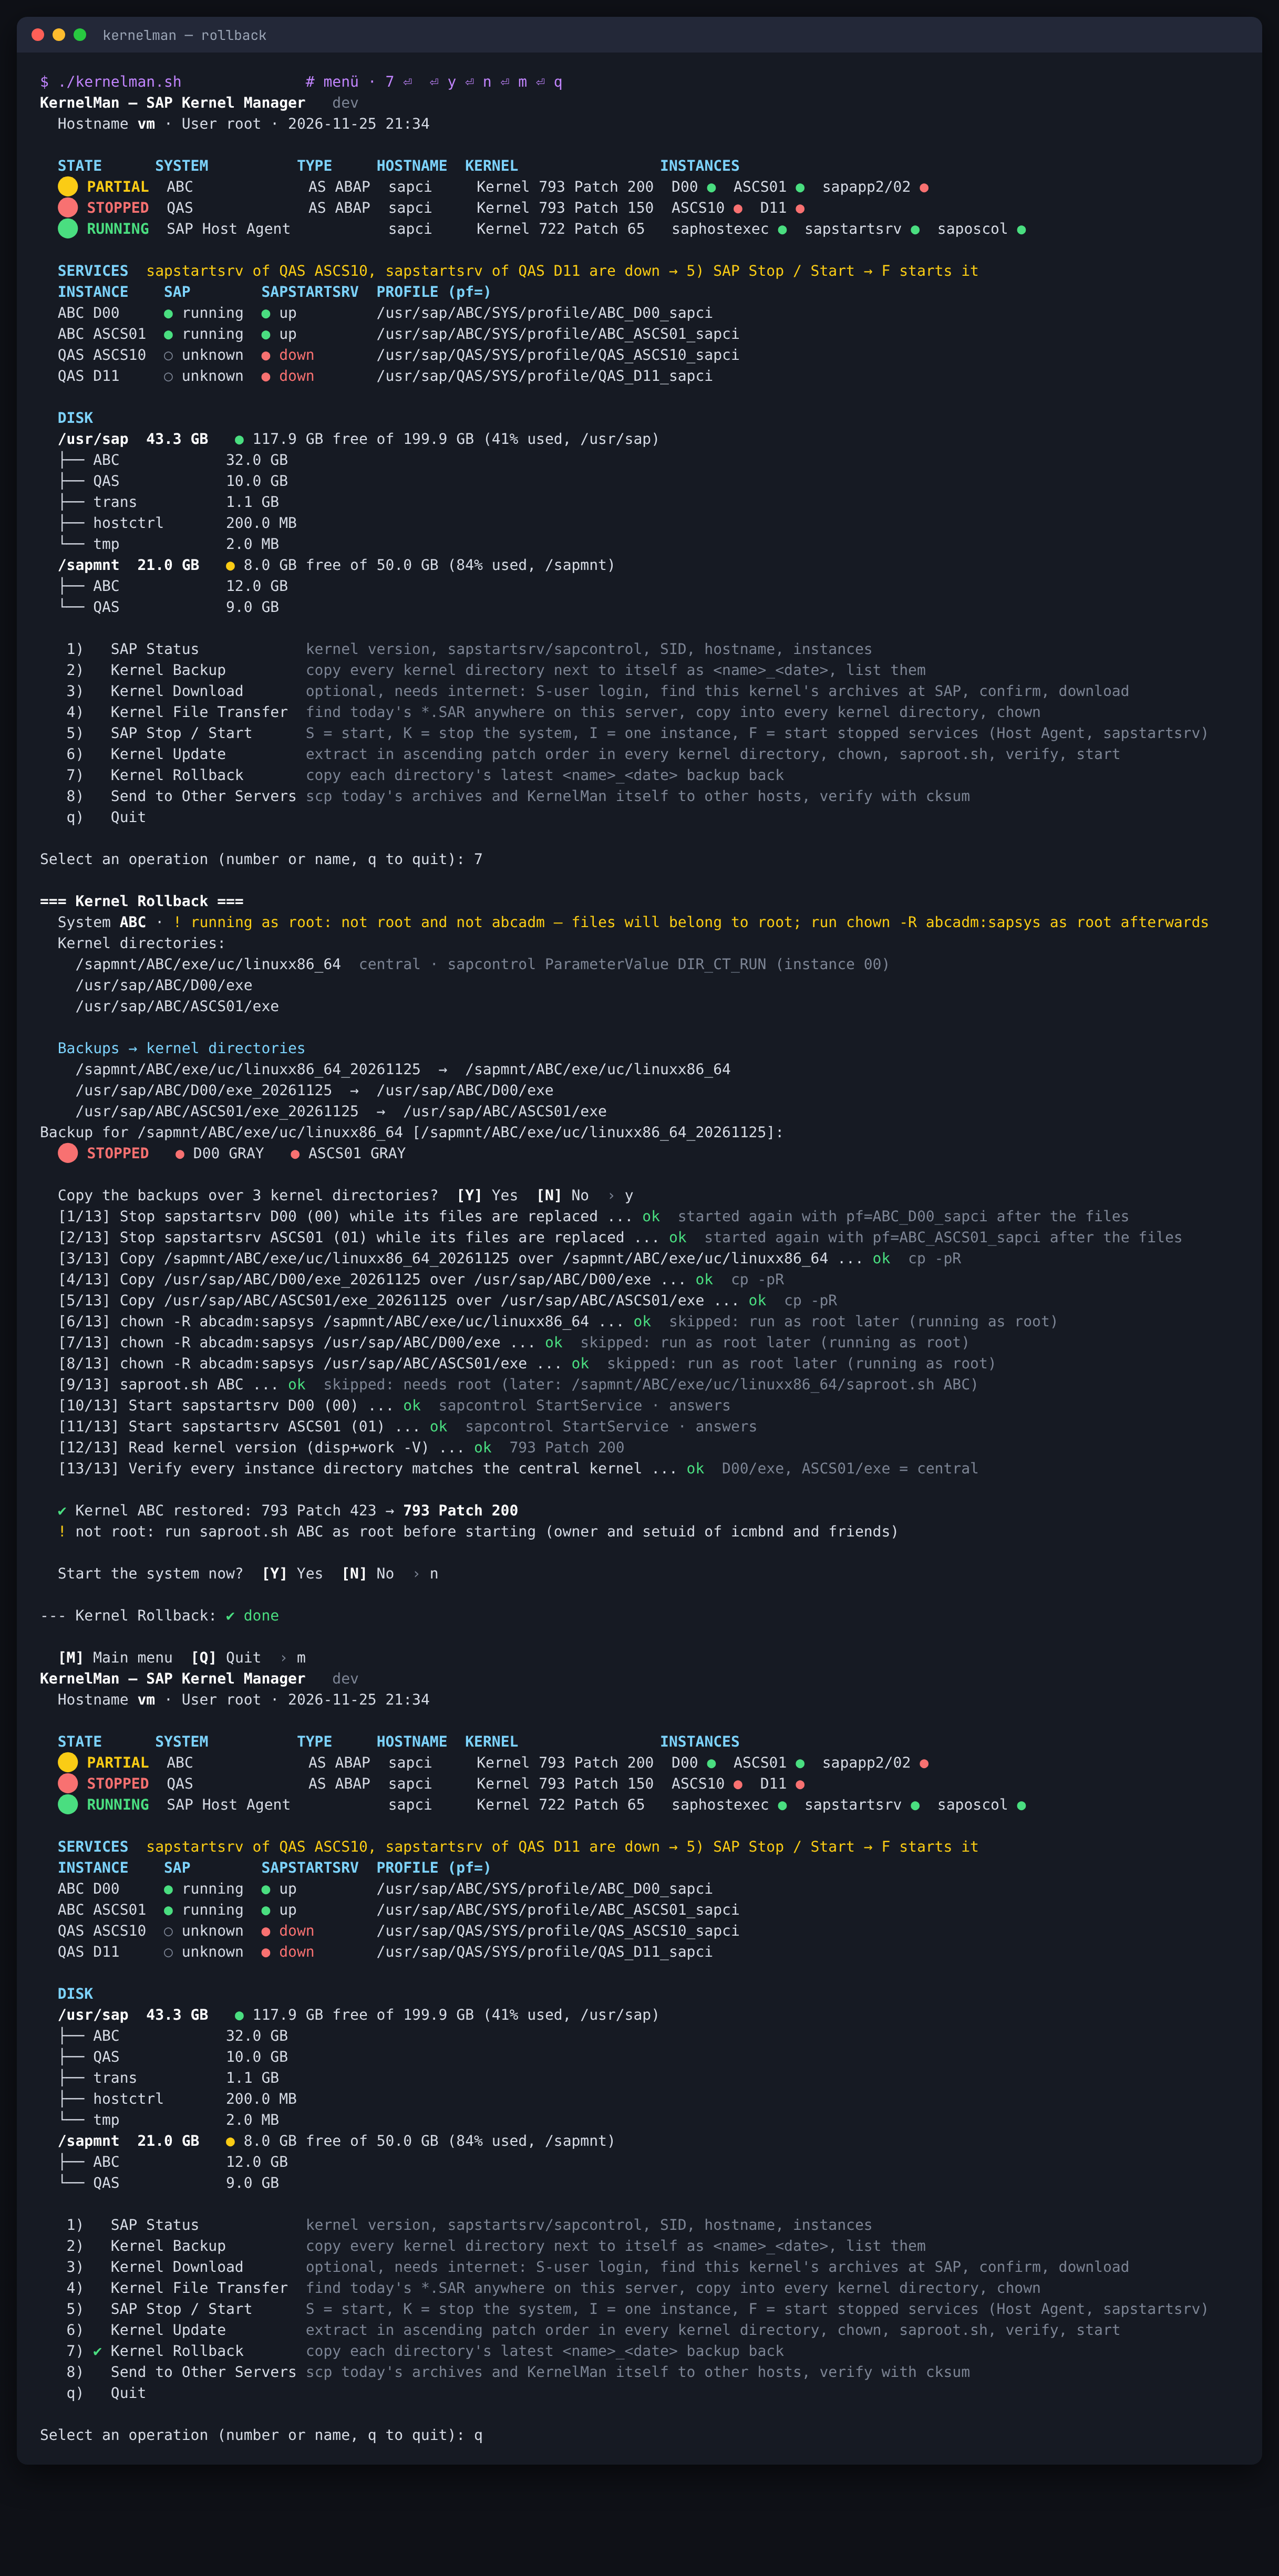 kernelman — rollback
$ ./kernelman.sh              # menü · 7 ⏎  ⏎ y ⏎ n ⏎ m ⏎ q
KernelMan — SAP Kernel Manager   dev
  Hostname vm · User root · 2026-11-25 21:34
  STATE      SYSTEM          TYPE     HOSTNAME  KERNEL                INSTANCES
  ⬤ PARTIAL  ABC             AS ABAP  sapci     Kernel 793 Patch 200  D00 ●  ASCS01 ●  sapapp2/02 ●
  ⬤ STOPPED  QAS             AS ABAP  sapci     Kernel 793 Patch 150  ASCS10 ●  D11 ●
  ⬤ RUNNING  SAP Host Agent           sapci     Kernel 722 Patch 65   saphostexec ●  sapstartsrv ●  saposcol ●
  SERVICES  sapstartsrv of QAS ASCS10, sapstartsrv of QAS D11 are down → 5) SAP Stop / Start → F starts it
  INSTANCE    SAP        SAPSTARTSRV  PROFILE (pf=)
  ABC D00     ● running  ● up         /usr/sap/ABC/SYS/profile/ABC_D00_sapci
  ABC ASCS01  ● running  ● up         /usr/sap/ABC/SYS/profile/ABC_ASCS01_sapci
  QAS ASCS10  ○ unknown  ● down       /usr/sap/QAS/SYS/profile/QAS_ASCS10_sapci
  QAS D11     ○ unknown  ● down       /usr/sap/QAS/SYS/profile/QAS_D11_sapci
  DISK
  /usr/sap  43.3 GB   ● 117.9 GB free of 199.9 GB (41% used, /usr/sap)
  ├── ABC            32.0 GB
  ├── QAS            10.0 GB
  ├── trans          1.1 GB
  ├── hostctrl       200.0 MB
  └── tmp            2.0 MB
  /sapmnt  21.0 GB   ● 8.0 GB free of 50.0 GB (84% used, /sapmnt)
  ├── ABC            12.0 GB
  └── QAS            9.0 GB
   1)   SAP Status            kernel version, sapstartsrv/sapcontrol, SID, hostname, instances
   2)   Kernel Backup         copy every kernel directory next to itself as <name>_<date>, list them
   3)   Kernel Download       optional, needs internet: S-user login, find this kernel's archives at SAP, confirm, download
   4)   Kernel File Transfer  find today's *.SAR anywhere on this server, copy into every kernel directory, chown
   5)   SAP Stop / Start      S = start, K = stop the system, I = one instance, F = start stopped services (Host Agent, sapstartsrv)
   6)   Kernel Update         extract in ascending patch order in every kernel directory, chown, saproot.sh, verify, start
   7)   Kernel Rollback       copy each directory's latest <name>_<date> backup back
   8)   Send to Other Servers scp today's archives and KernelMan itself to other hosts, verify with cksum
   q)   Quit
Select an operation (number or name, q to quit): 7
=== Kernel Rollback ===
  System ABC · ! running as root: not root and not abcadm — files will belong to root; run chown -R abcadm:sapsys as root afterwards
  Kernel directories:
    /sapmnt/ABC/exe/uc/linuxx86_64  central · sapcontrol ParameterValue DIR_CT_RUN (instance 00)
    /usr/sap/ABC/D00/exe
    /usr/sap/ABC/ASCS01/exe
  Backups → kernel directories
    /sapmnt/ABC/exe/uc/linuxx86_64_20261125  →  /sapmnt/ABC/exe/uc/linuxx86_64
    /usr/sap/ABC/D00/exe_20261125  →  /usr/sap/ABC/D00/exe
    /usr/sap/ABC/ASCS01/exe_20261125  →  /usr/sap/ABC/ASCS01/exe
Backup for /sapmnt/ABC/exe/uc/linuxx86_64 [/sapmnt/ABC/exe/uc/linuxx86_64_20261125]:
  ⬤ STOPPED   ● D00 GRAY   ● ASCS01 GRAY
  Copy the backups over 3 kernel directories?  [Y] Yes  [N] No  › y
  [1/13] Stop sapstartsrv D00 (00) while its files are replaced ... ok  started again with pf=ABC_D00_sapci after the files
  [2/13] Stop sapstartsrv ASCS01 (01) while its files are replaced ... ok  started again with pf=ABC_ASCS01_sapci after the files
  [3/13] Copy /sapmnt/ABC/exe/uc/linuxx86_64_20261125 over /sapmnt/ABC/exe/uc/linuxx86_64 ... ok  cp -pR
  [4/13] Copy /usr/sap/ABC/D00/exe_20261125 over /usr/sap/ABC/D00/exe ... ok  cp -pR
  [5/13] Copy /usr/sap/ABC/ASCS01/exe_20261125 over /usr/sap/ABC/ASCS01/exe ... ok  cp -pR
  [6/13] chown -R abcadm:sapsys /sapmnt/ABC/exe/uc/linuxx86_64 ... ok  skipped: run as root later (running as root)
  [7/13] chown -R abcadm:sapsys /usr/sap/ABC/D00/exe ... ok  skipped: run as root later (running as root)
  [8/13] chown -R abcadm:sapsys /usr/sap/ABC/ASCS01/exe ... ok  skipped: run as root later (running as root)
  [9/13] saproot.sh ABC ... ok  skipped: needs root (later: /sapmnt/ABC/exe/uc/linuxx86_64/saproot.sh ABC)
  [10/13] Start sapstartsrv D00 (00) ... ok  sapcontrol StartService · answers
  [11/13] Start sapstartsrv ASCS01 (01) ... ok  sapcontrol StartService · answers
  [12/13] Read kernel version (disp+work -V) ... ok  793 Patch 200
  [13/13] Verify every instance directory matches the central kernel ... ok  D00/exe, ASCS01/exe = central
  ✔ Kernel ABC restored: 793 Patch 423 → 793 Patch 200
  ! not root: run saproot.sh ABC as root before starting (owner and setuid of icmbnd and friends)
  Start the system now?  [Y] Yes  [N] No  › n
--- Kernel Rollback: ✔ done
  [M] Main menu  [Q] Quit  › m
KernelMan — SAP Kernel Manager   dev
  Hostname vm · User root · 2026-11-25 21:34
  STATE      SYSTEM          TYPE     HOSTNAME  KERNEL                INSTANCES
  ⬤ PARTIAL  ABC             AS ABAP  sapci     Kernel 793 Patch 200  D00 ●  ASCS01 ●  sapapp2/02 ●
  ⬤ STOPPED  QAS             AS ABAP  sapci     Kernel 793 Patch 150  ASCS10 ●  D11 ●
  ⬤ RUNNING  SAP Host Agent           sapci     Kernel 722 Patch 65   saphostexec ●  sapstartsrv ●  saposcol ●
  SERVICES  sapstartsrv of QAS ASCS10, sapstartsrv of QAS D11 are down → 5) SAP Stop / Start → F starts it
  INSTANCE    SAP        SAPSTARTSRV  PROFILE (pf=)
  ABC D00     ● running  ● up         /usr/sap/ABC/SYS/profile/ABC_D00_sapci
  ABC ASCS01  ● running  ● up         /usr/sap/ABC/SYS/profile/ABC_ASCS01_sapci
  QAS ASCS10  ○ unknown  ● down       /usr/sap/QAS/SYS/profile/QAS_ASCS10_sapci
  QAS D11     ○ unknown  ● down       /usr/sap/QAS/SYS/profile/QAS_D11_sapci
  DISK
  /usr/sap  43.3 GB   ● 117.9 GB free of 199.9 GB (41% used, /usr/sap)
  ├── ABC            32.0 GB
  ├── QAS            10.0 GB
  ├── trans          1.1 GB
  ├── hostctrl       200.0 MB
  └── tmp            2.0 MB
  /sapmnt  21.0 GB   ● 8.0 GB free of 50.0 GB (84% used, /sapmnt)
  ├── ABC            12.0 GB
  └── QAS            9.0 GB
   1)   SAP Status            kernel version, sapstartsrv/sapcontrol, SID, hostname, instances
   2)   Kernel Backup         copy every kernel directory next to itself as <name>_<date>, list them
   3)   Kernel Download       optional, needs internet: S-user login, find this kernel's archives at SAP, confirm, download
   4)   Kernel File Transfer  find today's *.SAR anywhere on this server, copy into every kernel directory, chown
   5)   SAP Stop / Start      S = start, K = stop the system, I = one instance, F = start stopped services (Host Agent, sapstartsrv)
   6)   Kernel Update         extract in ascending patch order in every kernel directory, chown, saproot.sh, verify, start
   7) ✔ Kernel Rollback       copy each directory's latest <name>_<date> backup back
   8)   Send to Other Servers scp today's archives and KernelMan itself to other hosts, verify with cksum
   q)   Quit
Select an operation (number or name, q to quit): q